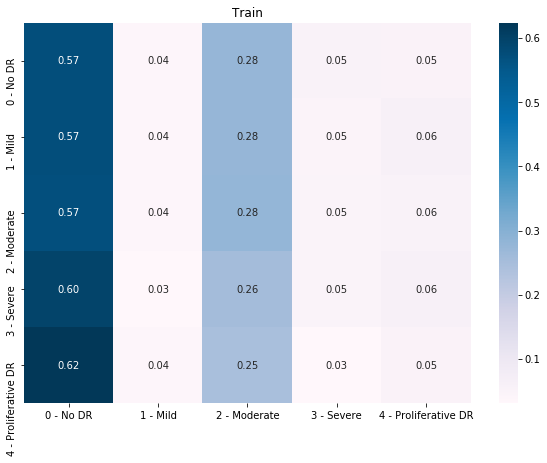 Train
0 - No DR 0.57 0.04 0.28 0.05 0.05
1 - Mild 0.57 0.04 0.28 0.05 0.06
2 - Moderate 0.57 0.04 0.28 0.05 0.06
3 - Severe 0.60 0.03 0.26 0.05 0.06
4 - Proliferative DR 0.62 0.04 0.25 0.03 0.05
0 - No DR 1 - Mild 2 - Moderate 3 - Severe 4 - Proliferative DR
0.6
0.5
0.4
0.3
0.2
0.1